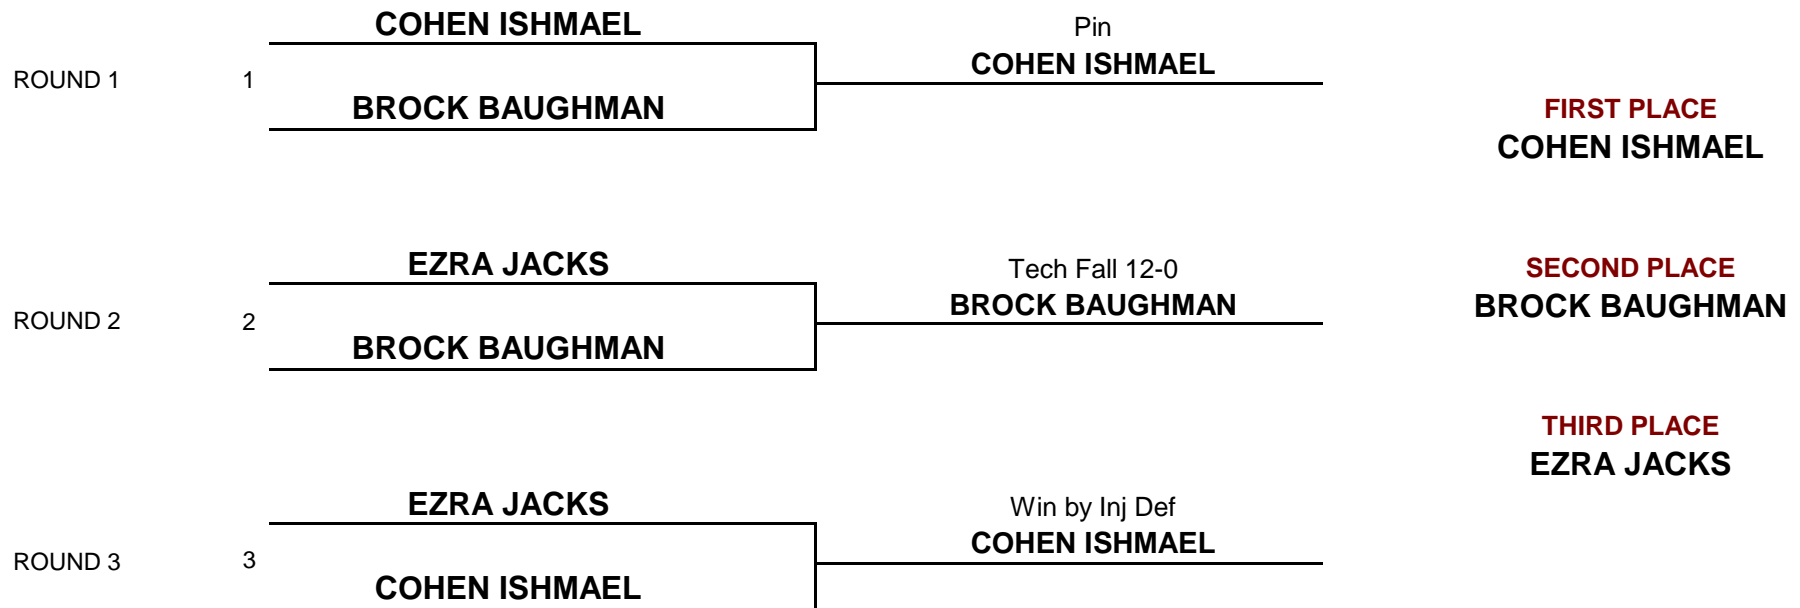 COHEN ISHMAEL
Pin
COHEN ISHMAEL
ROUND 1
1
BROCK BAUGHMAN
FIRST PLACE
COHEN ISHMAEL
EZRA JACKS
Tech Fall 12-0
SECOND PLACE
BROCK BAUGHMAN
BROCK BAUGHMAN
ROUND 2
2
BROCK BAUGHMAN
THIRD PLACE
EZRA JACKS
EZRA JACKS
Win by Inj Def
COHEN ISHMAEL
ROUND 3
3
COHEN ISHMAEL